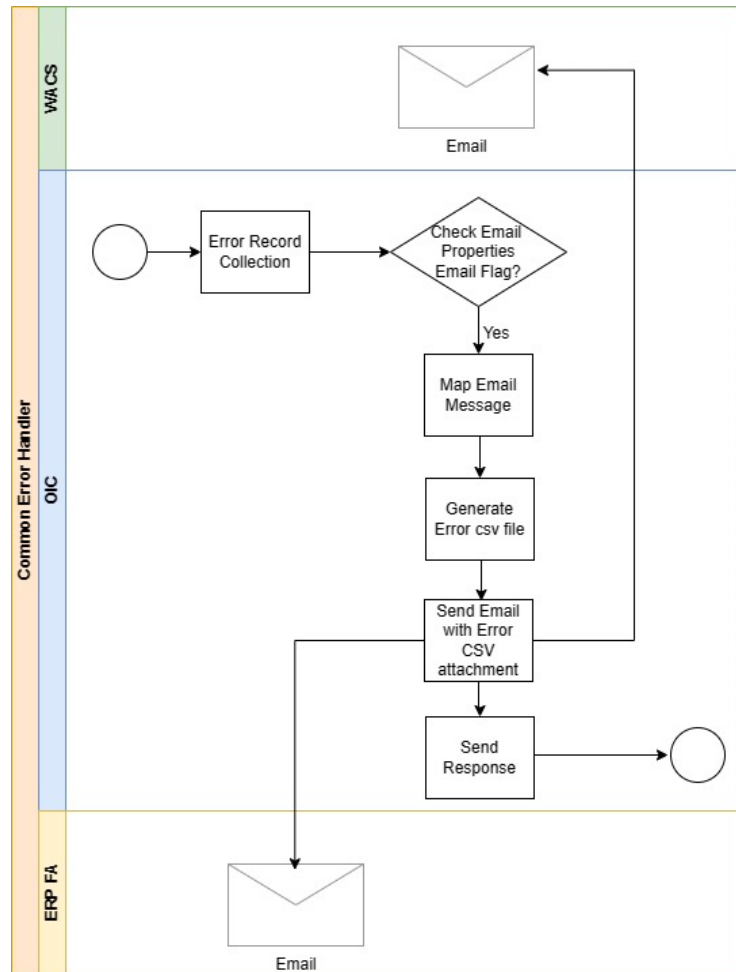 Common Error Handler
WACS
Email
OIC
Error Record
Collection
Check Email
Properties
Email Flag?
Yes
Map Email
Message
Generate
Error csv file
Send Email
with Error
CSV
attachment
Send
Response
ERP FA
Email